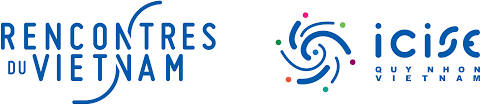 RENCONTRES
DU VIETNAM
icise
QUY NHON
VIETNAM